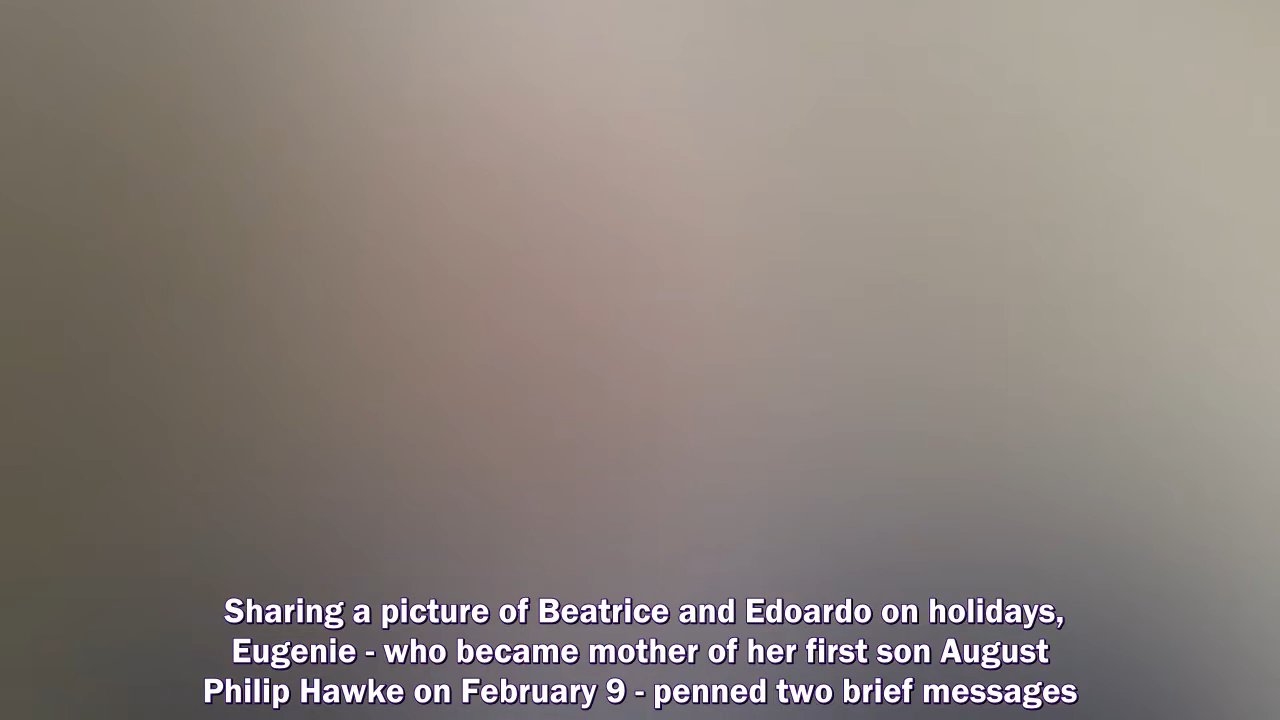 Sharing a picture of Beatrice and Edoardo on holidays,
Eugenie - who became mother of her first son August
Philip Hawke on February 9 - penned two brief messages